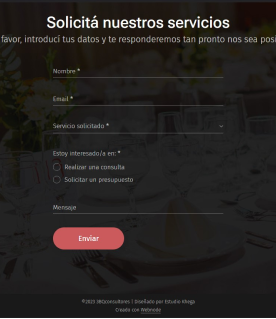 Solicitá nuestros servicios
favor, introducí tus datos y te responderemos tan pronto nos sea posi
Nombre *
Email *
Servicio solicitado *
Estoy interesado/a en: *
Realizar una consulta
Solicitar un presupuesto
Mensaje
Enviar
©2023 3BGconsultores | Diseñado por Estudio Khega
Creado con Webnode